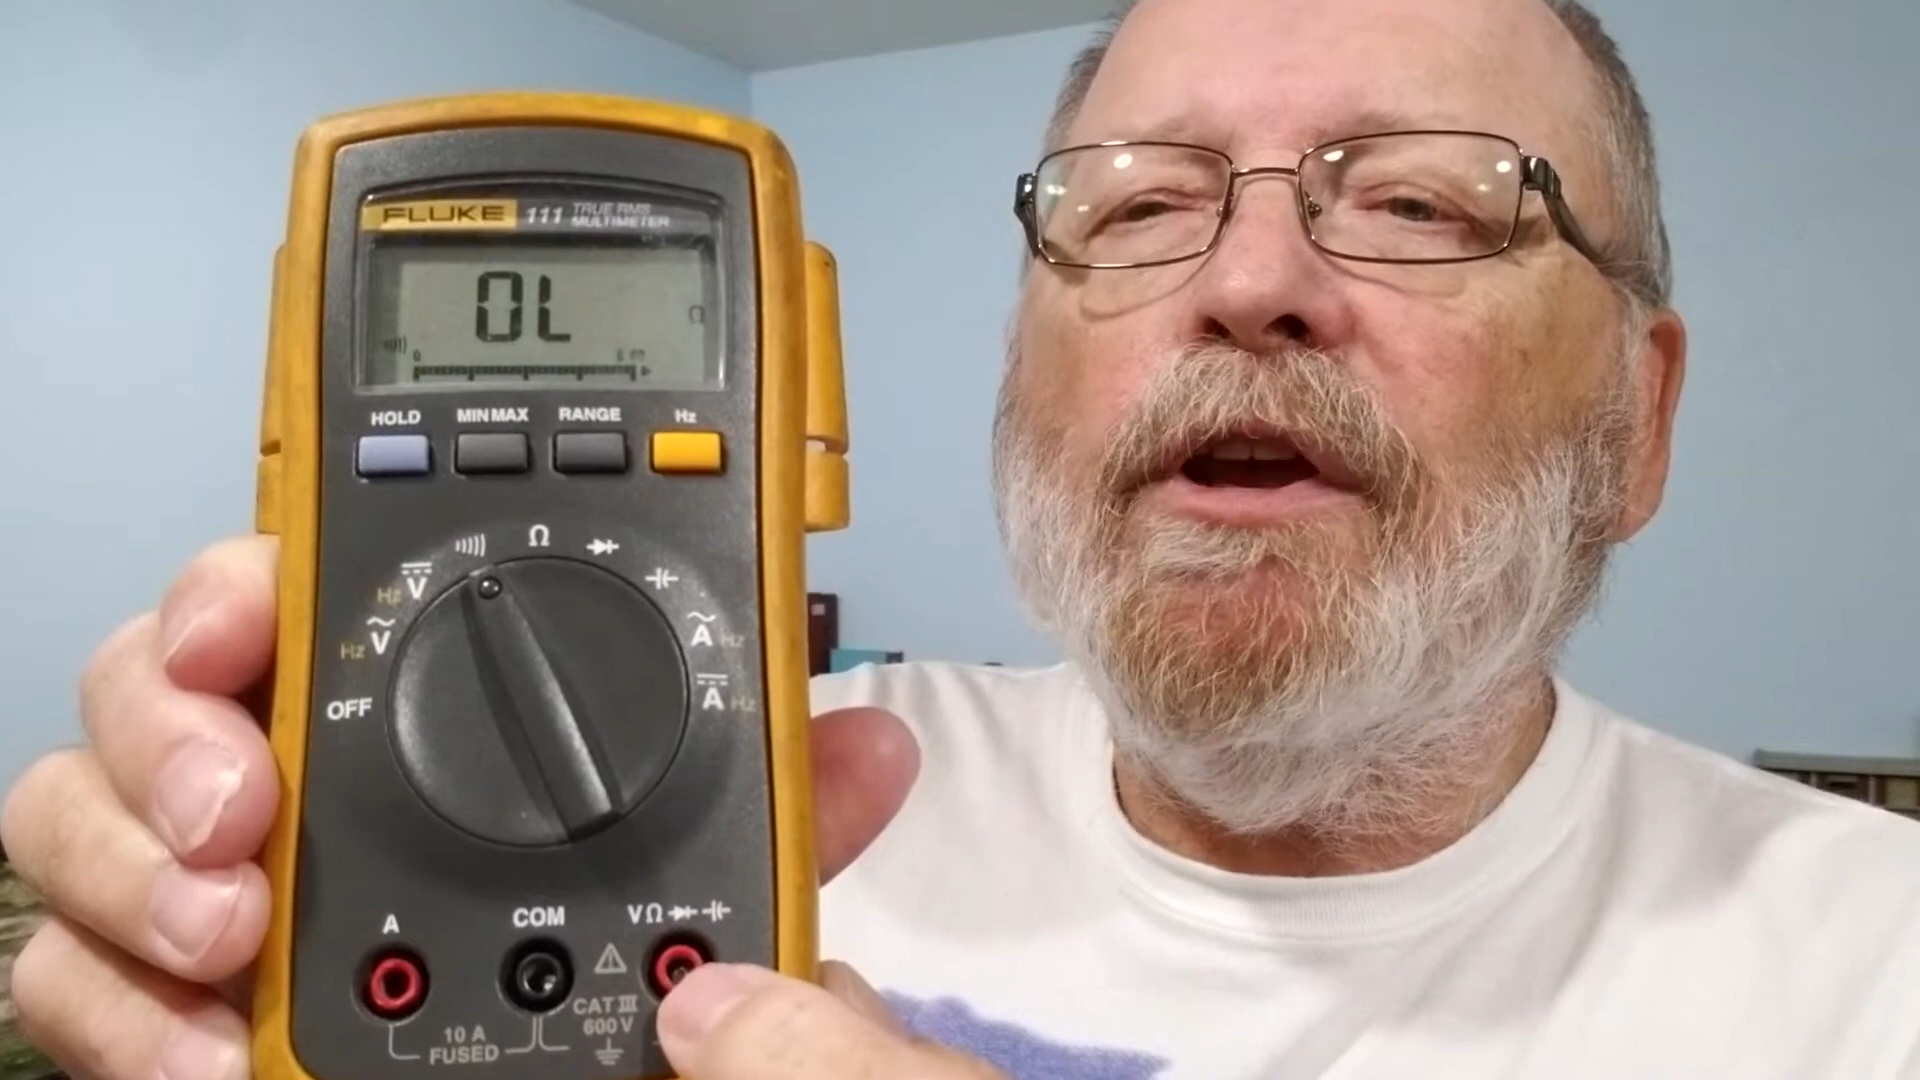 FLUKE 111 TRUE RMS
MULTIMETER
OL
Ω
0
HOLD MIN MAX RANGE Hz
Ω
Hz V
A Hz
Hz V
A Hz
OFF
A COM VΩ
CAT III
600 V
10 A
FUSED